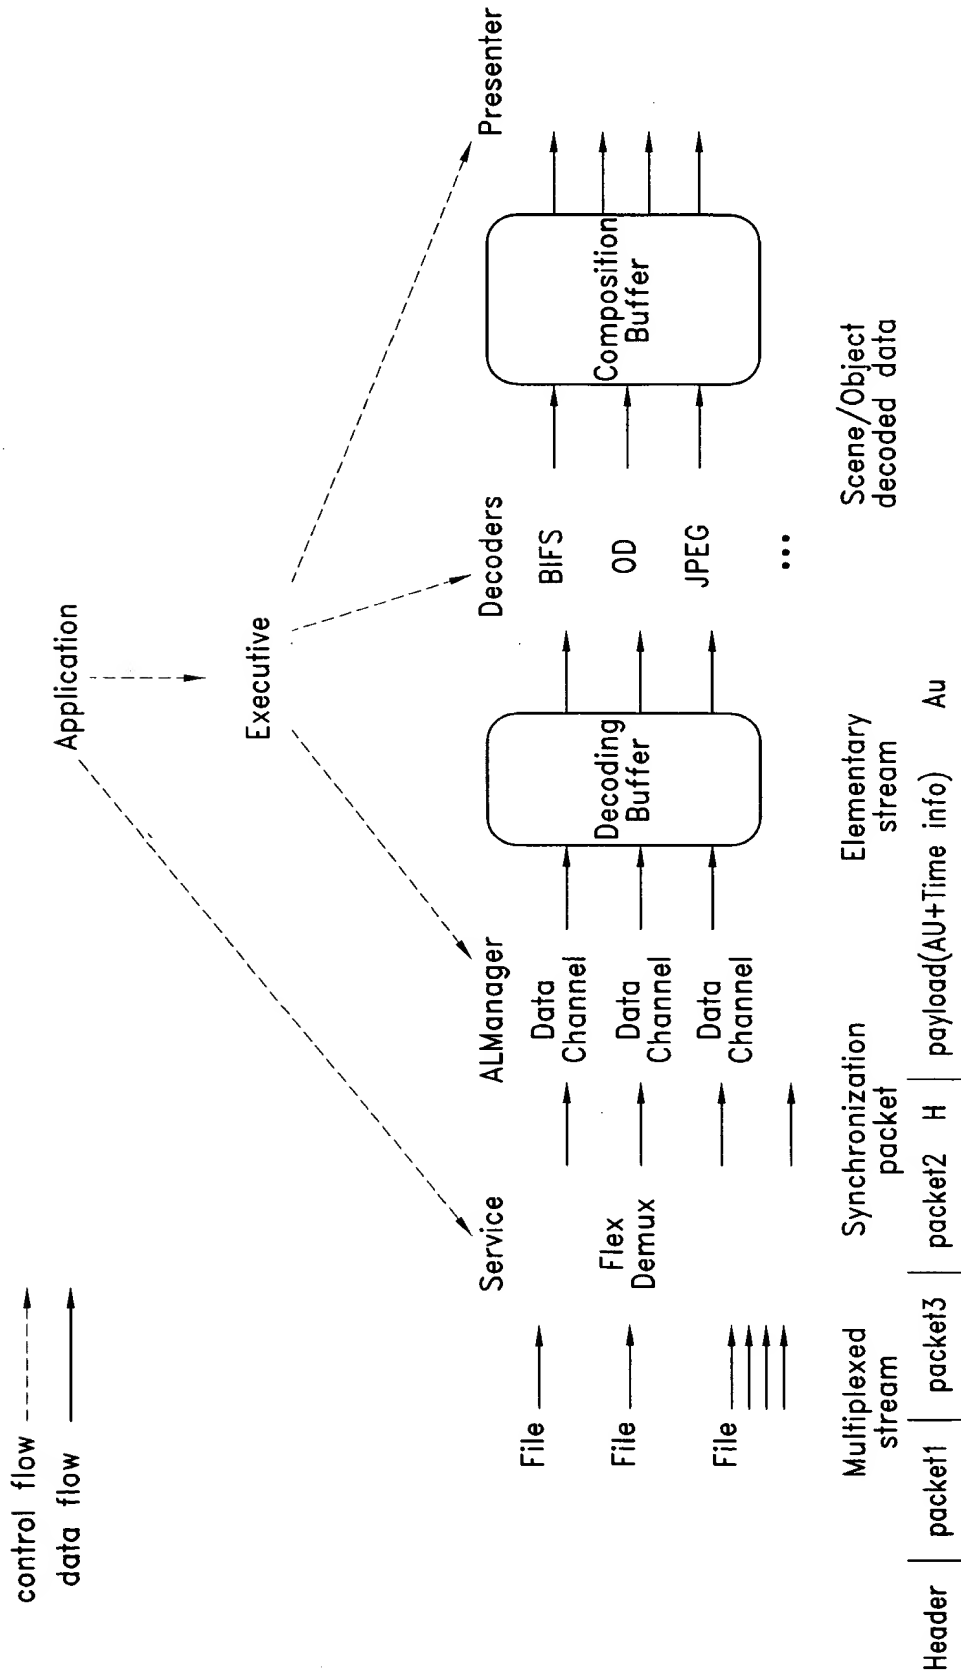 control flow
data flow
Application
Executive
Service
ALManager
Decoders
Presenter
File
File
File
Flex
Demux
Data
Channel
Data
Channel
Data
Channel
Decoding
Buffer
BIFS
OD
JPEG
...
Composition
Buffer
Multiplexed
stream
Synchronization
packet
Elementary
stream
Scene/Object
decoded data
Header | packet1 | packet3 | packet2 H | payload(AU+Time info) Au